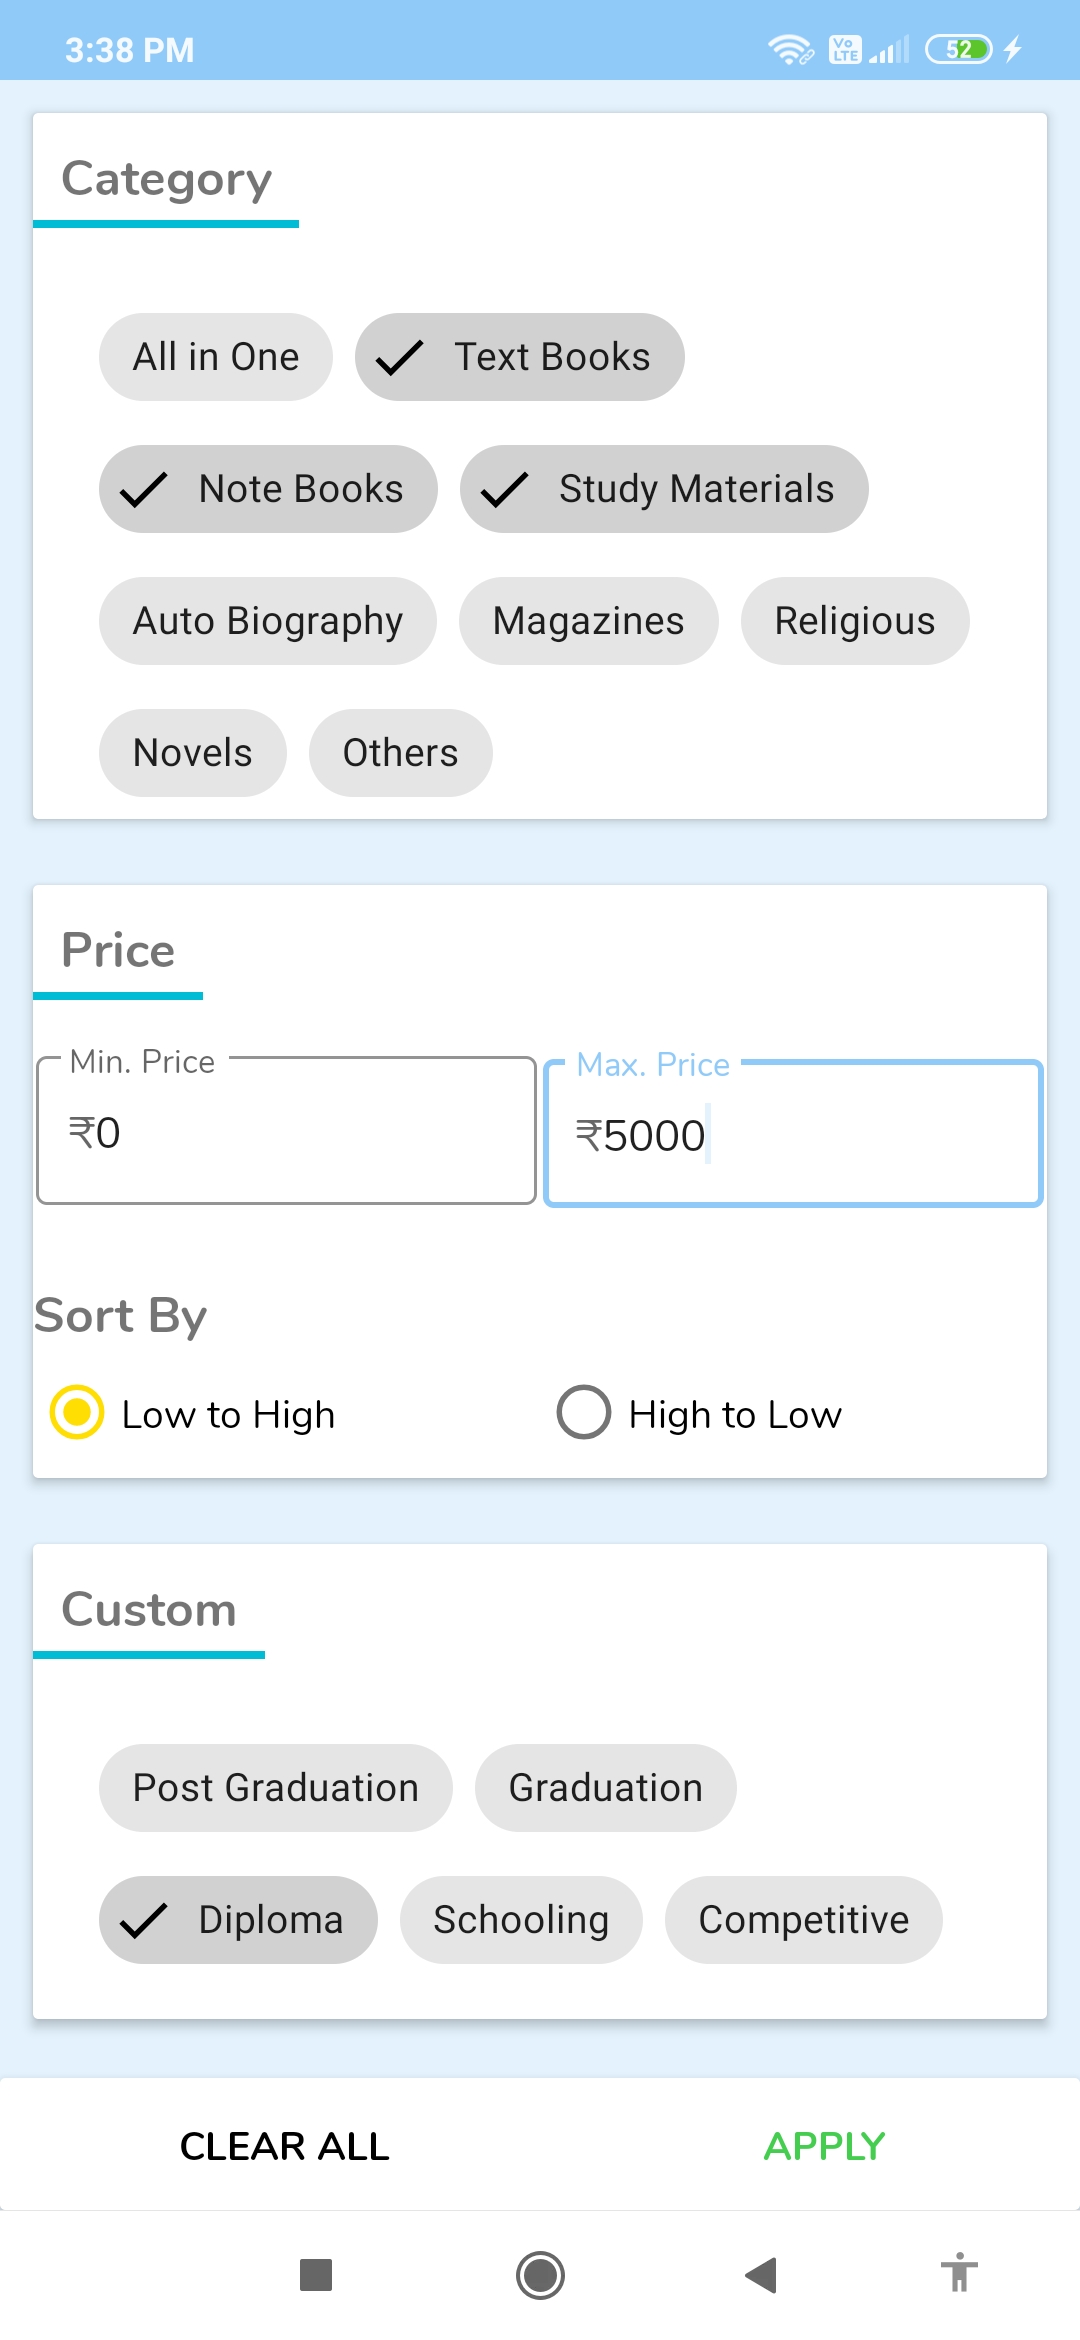 3:38 PM
Vo LTE
52
Category
All in One
Text Books
Note Books
Study Materials
Auto Biography
Magazines
Religious
Novels
Others
Price
Min. Price
Max. Price
₹0
₹5000
Sort By
Low to High
High to Low
Custom
Post Graduation
Graduation
Diploma
Schooling
Competitive
CLEAR ALL
APPLY